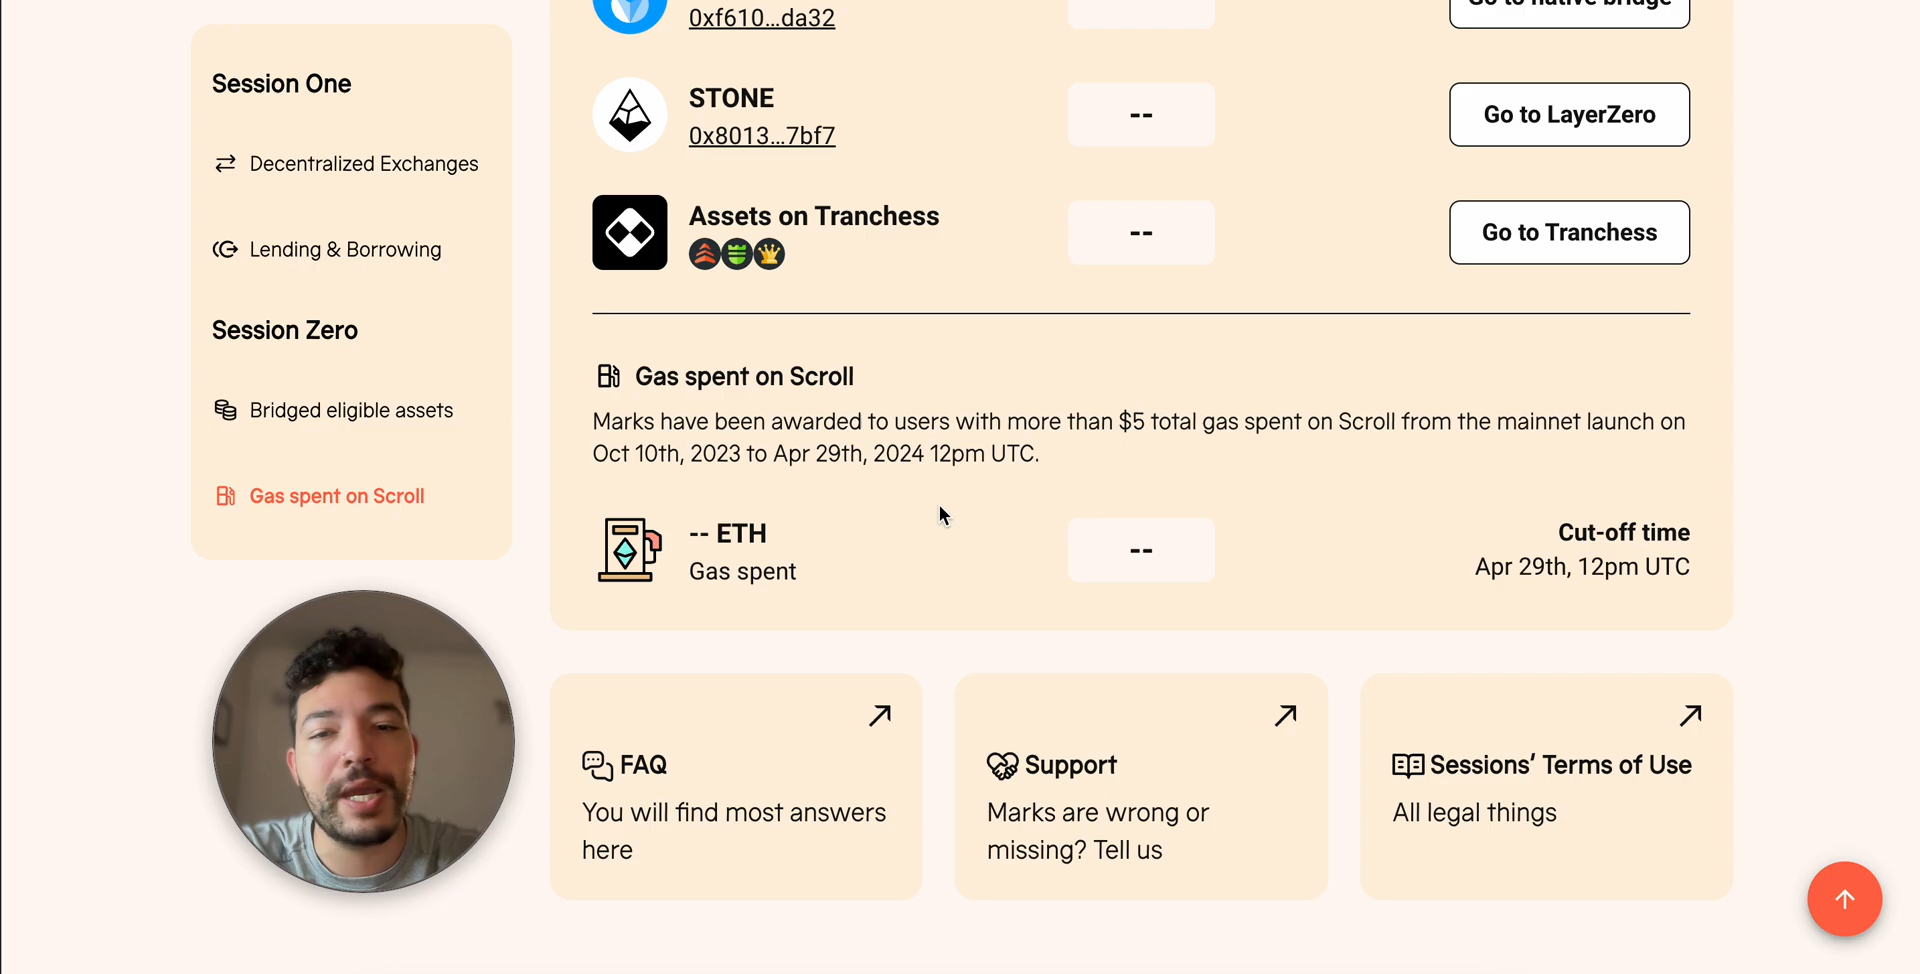 Session One
Decentralized Exchanges
Lending & Borrowing
Session Zero
Bridged eligible assets
Gas spent on Scroll
0xf610...da32
Go to native bridge
STONE
0x8013...7bf7
--
Go to LayerZero
Assets on Tranchess
--
Go to Tranchess
Gas spent on Scroll
Marks have been awarded to users with more than $5 total gas spent on Scroll from the mainnet launch on
Oct 10th, 2023 to Apr 29th, 2024 12pm UTC.
-- ETH
Gas spent
--
Cut-off time
Apr 29th, 12pm UTC
FAQ
You will find most answers
here
Support
Marks are wrong or
missing? Tell us
Sessions’ Terms of Use
All legal things